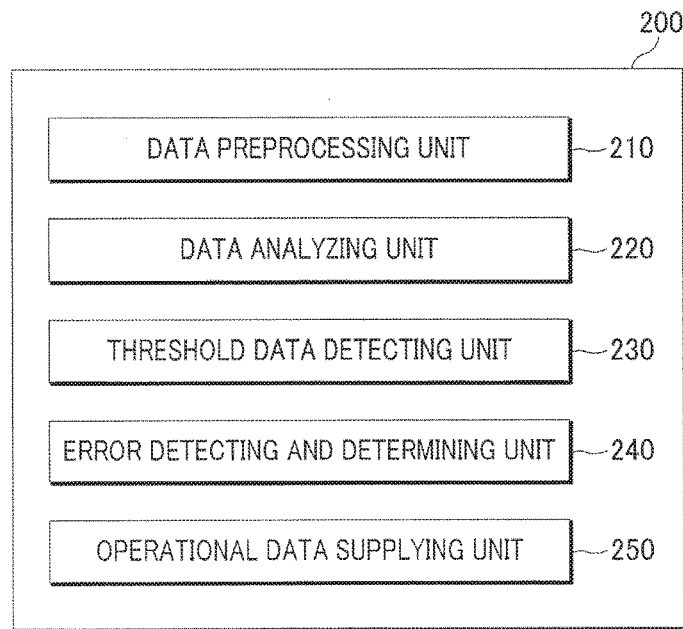 200
DATA PREPROCESSING UNIT 210
DATA ANALYZING UNIT 220
THRESHOLD DATA DETECTING UNIT 230
ERROR DETECTING AND DETERMINING UNIT 240
OPERATIONAL DATA SUPPLYING UNIT 250